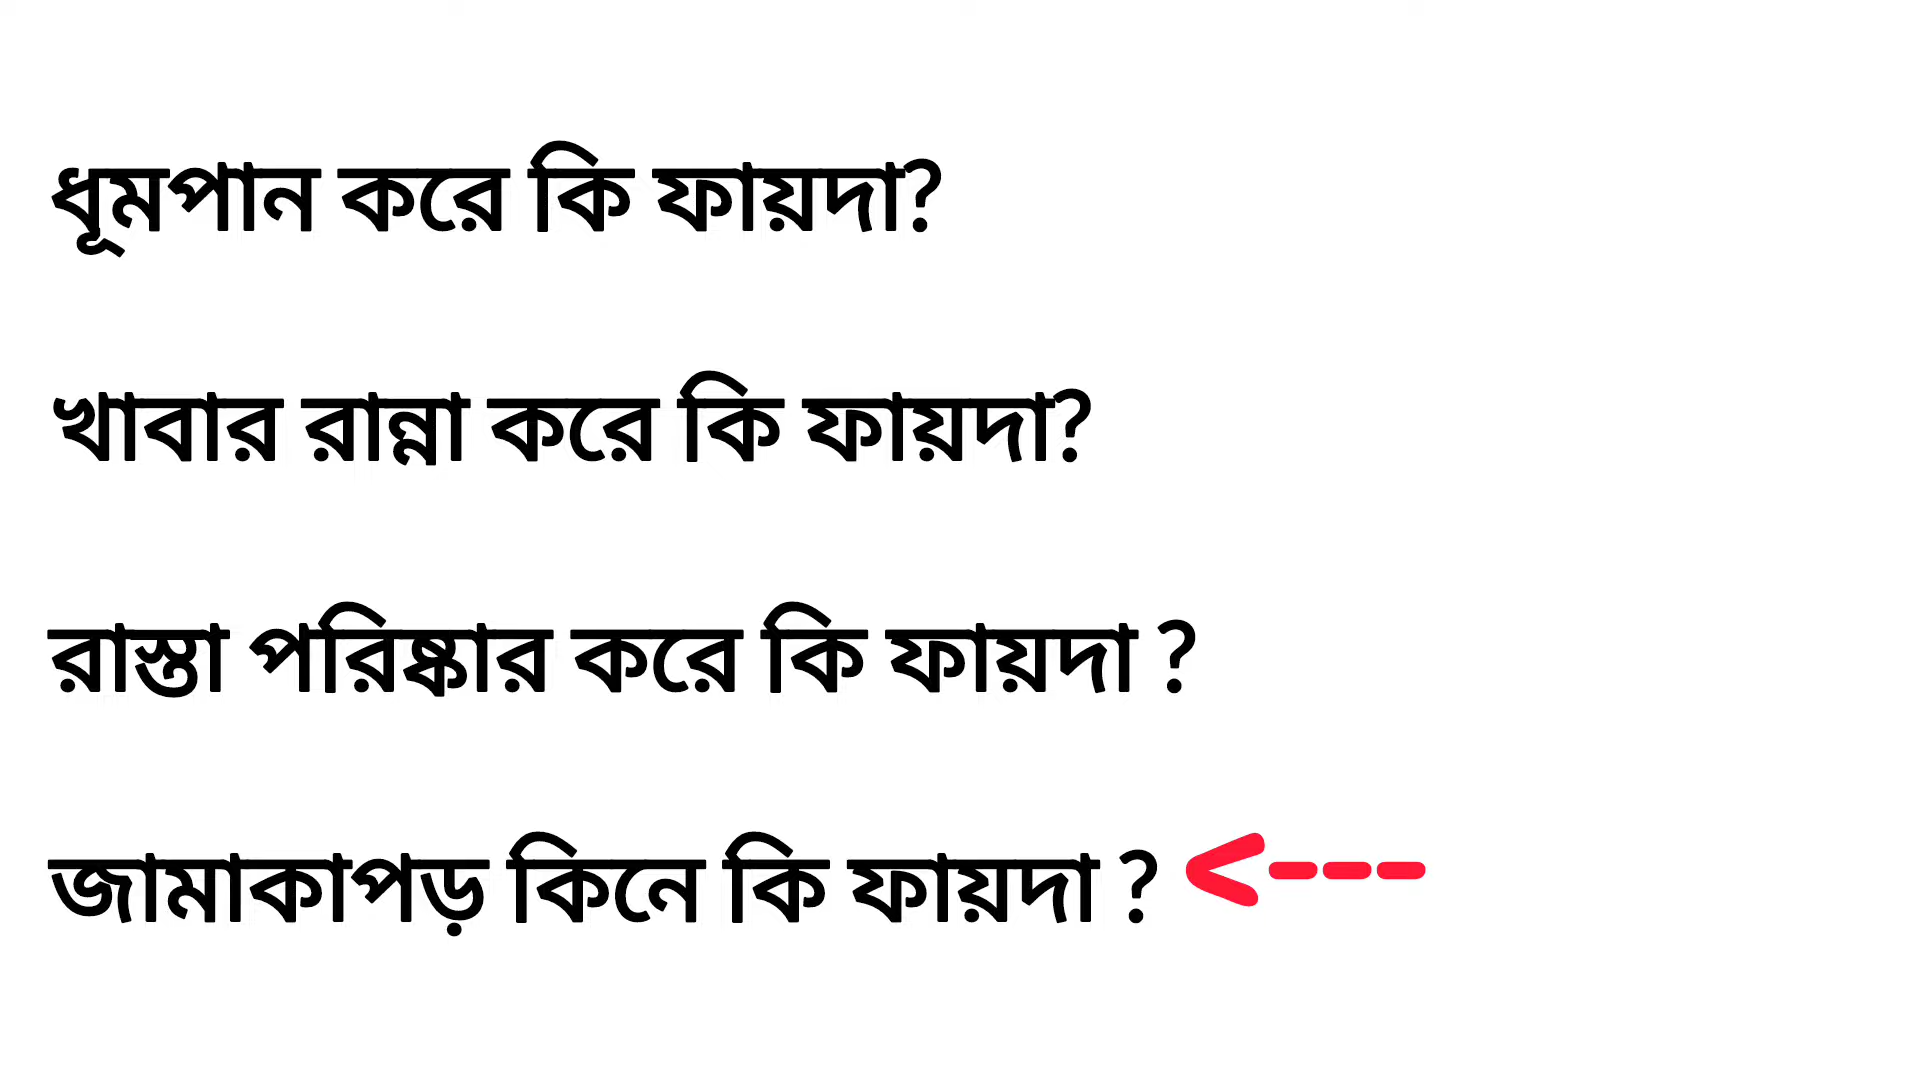 ধূমপান করে কি ফায়দা?
খাবার রান্না করে কি ফায়দা?
রাস্তা পরিষ্কার করে কি ফায়দা ?
জামাকাপড় কিনে কি ফায়দা ? <---